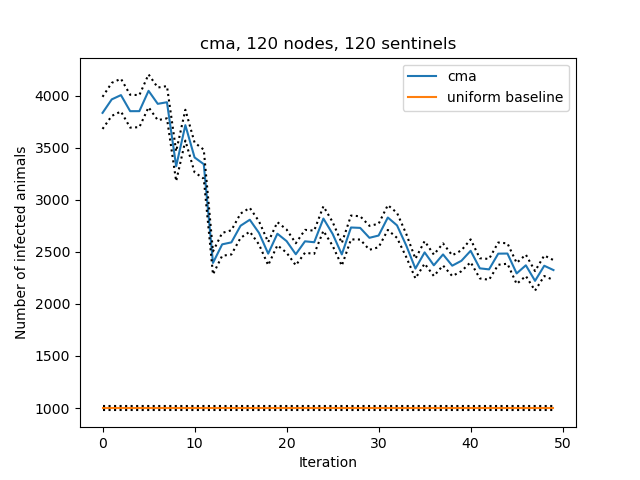 cma, 120 nodes, 120 sentinels
cma
uniform baseline
Number of infected animals
4000
3500
3000
2500
2000
1500
1000
0 10 20 30 40 50
Iteration